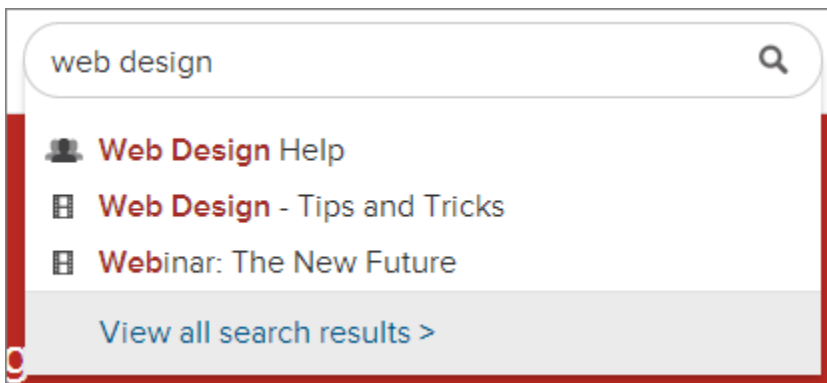 web design
Web Design Help
Web Design - Tips and Tricks
Webinar: The New Future
View all search results >
g